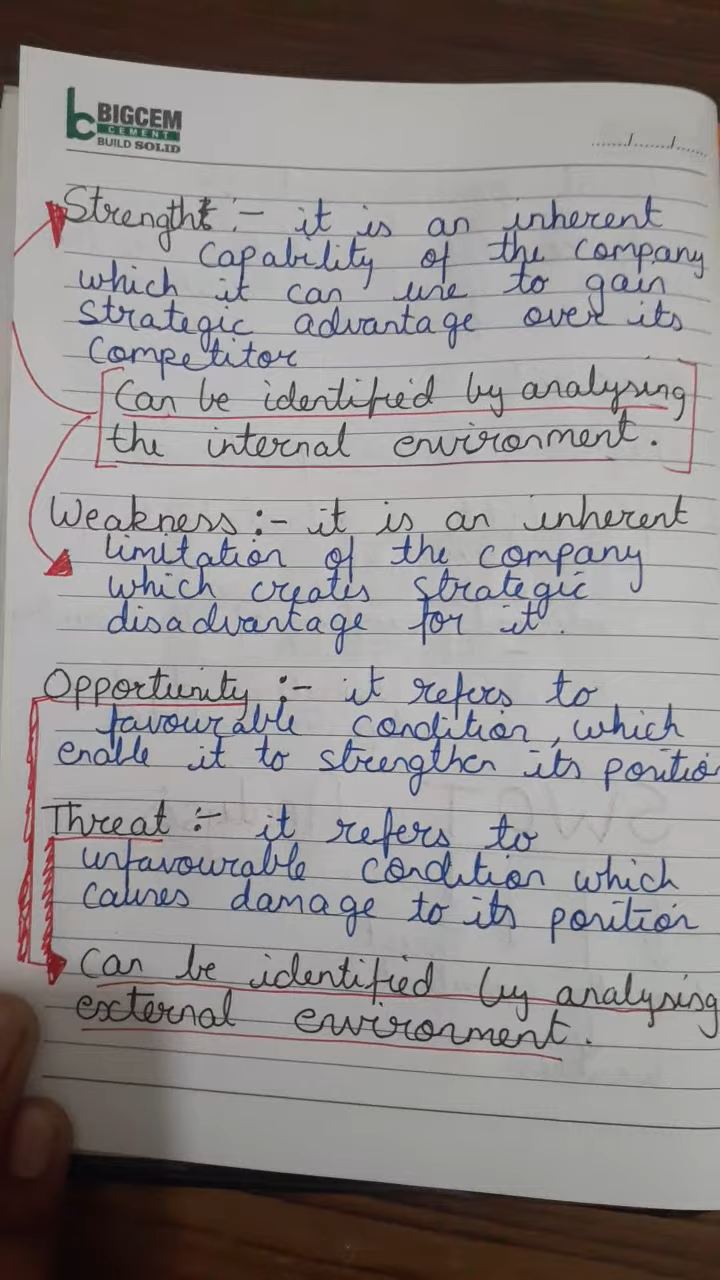 BIGCEM
CEMENT
BUILD SOLID
....../......./.......
Strength :- it is an inherent
capability of the company
which it can use to gain
strategic advantage over its
competitor
Can be identified by analysing
the internal environment.
Weakness :- it is an inherent
limitation of the company
which creates strategic
disadvantage for it.
Opportunity :- it refers to
favourable condition, which
enable it to strengthen its positio
Threat :- it refers to
unfavourable condition which
causes damage to its position
Can be identified by analysing
external environment.